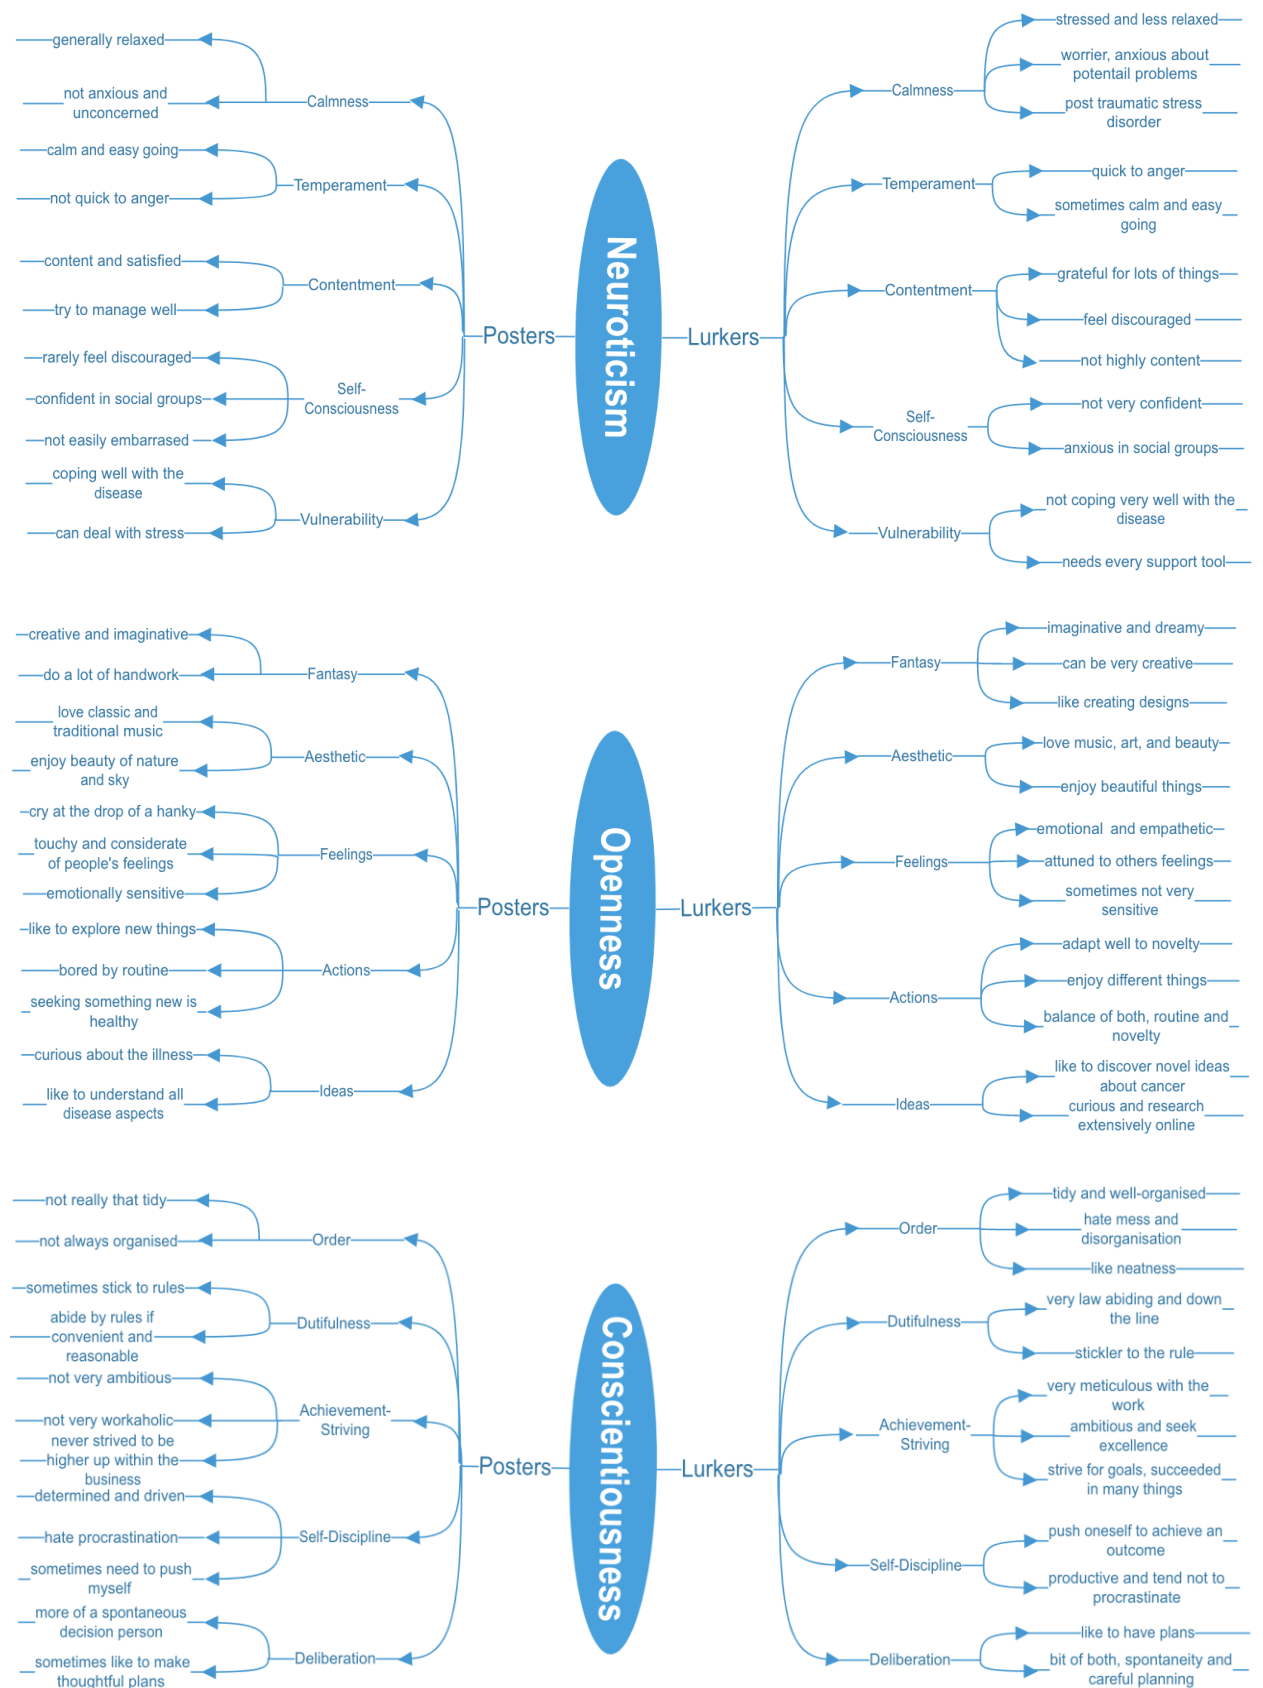 Neuroticism
Posters
Calmness
generally relaxed
not anxious and
unconcerned
Temperament
calm and easy going
not quick to anger
Contentment
content and satisfied
try to manage well
Self-
Consciousness
rarely feel discouraged
confident in social groups
not easily embarrased
Vulnerability
coping well with the
disease
can deal with stress
Lurkers
Calmness
stressed and less relaxed
worrier, anxious about
potentail problems
post traumatic stress
disorder
Temperament
quick to anger
sometimes calm and easy
going
Contentment
grateful for lots of things
feel discouraged
not highly content
Self-
Consciousness
not very confident
anxious in social groups
Vulnerability
not coping very well with the
disease
needs every support tool
Openness
Posters
Fantasy
creative and imaginative
do a lot of handwork
Aesthetic
love classic and
traditional music
enjoy beauty of nature
and sky
Feelings
cry at the drop of a hanky
touchy and considerate
of people's feelings
emotionally sensitive
Actions
like to explore new things
bored by routine
seeking something new is
healthy
Ideas
curious about the illness
like to understand all
disease aspects
Lurkers
Fantasy
imaginative and dreamy
can be very creative
like creating designs
Aesthetic
love music, art, and beauty
enjoy beautiful things
Feelings
emotional and empathetic
attuned to others feelings
sometimes not very
sensitive
Actions
adapt well to novelty
enjoy different things
balance of both, routine and
novelty
Ideas
like to discover novel ideas
about cancer
curious and research
extensively online
Conscientiousness
Posters
Order
not really that tidy
not always organised
Dutifulness
sometimes stick to rules
abide by rules if
convenient and
reasonable
Achievement-
Striving
not very ambitious
not very workaholic
never strived to be
higher up within the
business
Self-Discipline
determined and driven
hate procrastination
sometimes need to push
myself
Deliberation
more of a spontaneous
decision person
sometimes like to make
thoughtful plans
Lurkers
Order
tidy and well-organised
hate mess and
disorganisation
like neatness
Dutifulness
very law abiding and down
the line
stickler to the rule
Achievement-
Striving
very meticulous with the
work
ambitious and seek
excellence
strive for goals, succeeded
in many things
Self-Discipline
push oneself to achieve an
outcome
productive and tend not to
procrastinate
Deliberation
like to have plans
bit of both, spontaneity and
careful planning